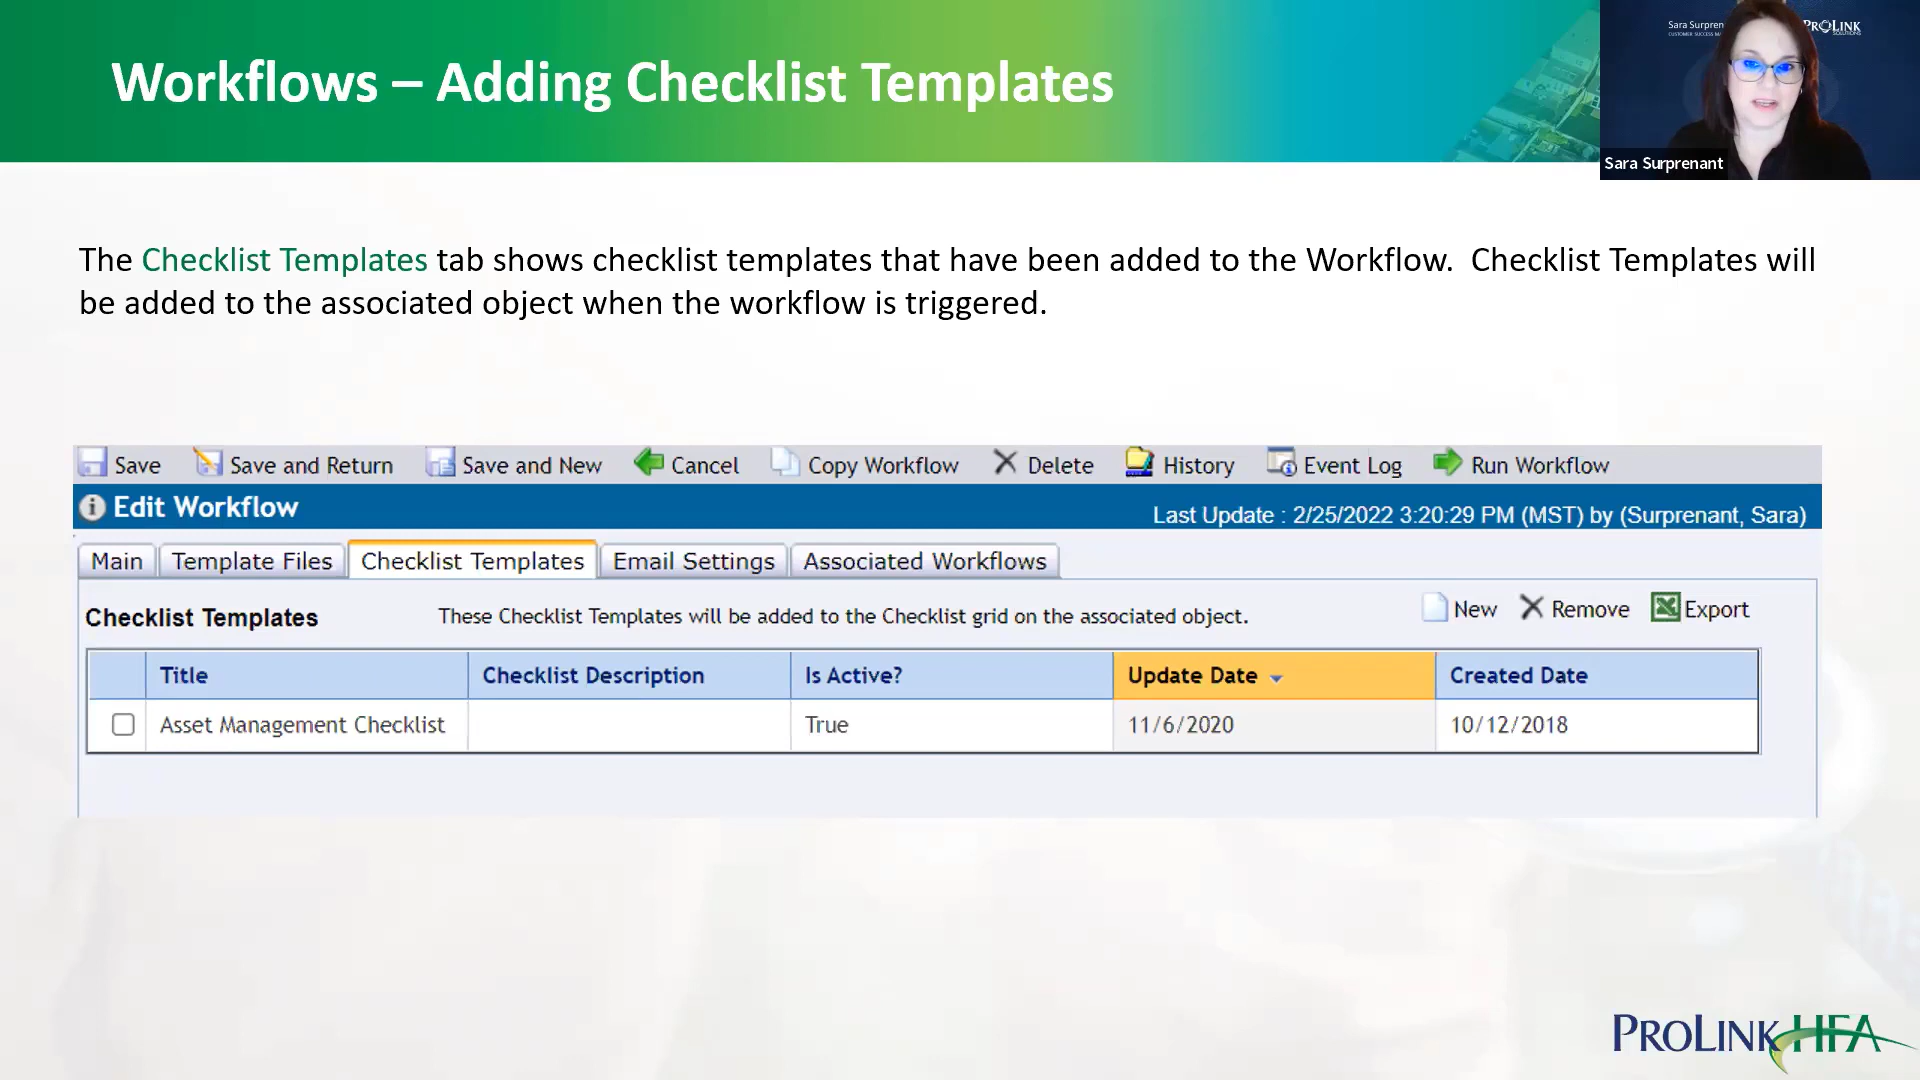 Workflows – Adding Checklist Templates
Sara Surpren
PROLINK
SOLUTIONS
Sara Surprenant
The Checklist Templates tab shows checklist templates that have been added to the Workflow.  Checklist Templates will
be added to the associated object when the workflow is triggered.
Save Save and Return Save and New Cancel Copy Workflow Delete History Event Log Run Workflow
Edit Workflow Last Update : 2/25/2022 3:20:29 PM (MST) by (Surprenant, Sara)
Main Template Files Checklist Templates Email Settings Associated Workflows
Checklist Templates These Checklist Templates will be added to the Checklist grid on the associated object. New Remove Export
Title Checklist Description Is Active? Update Date Created Date
Asset Management Checklist True 11/6/2020 10/12/2018
PROLINK HFA